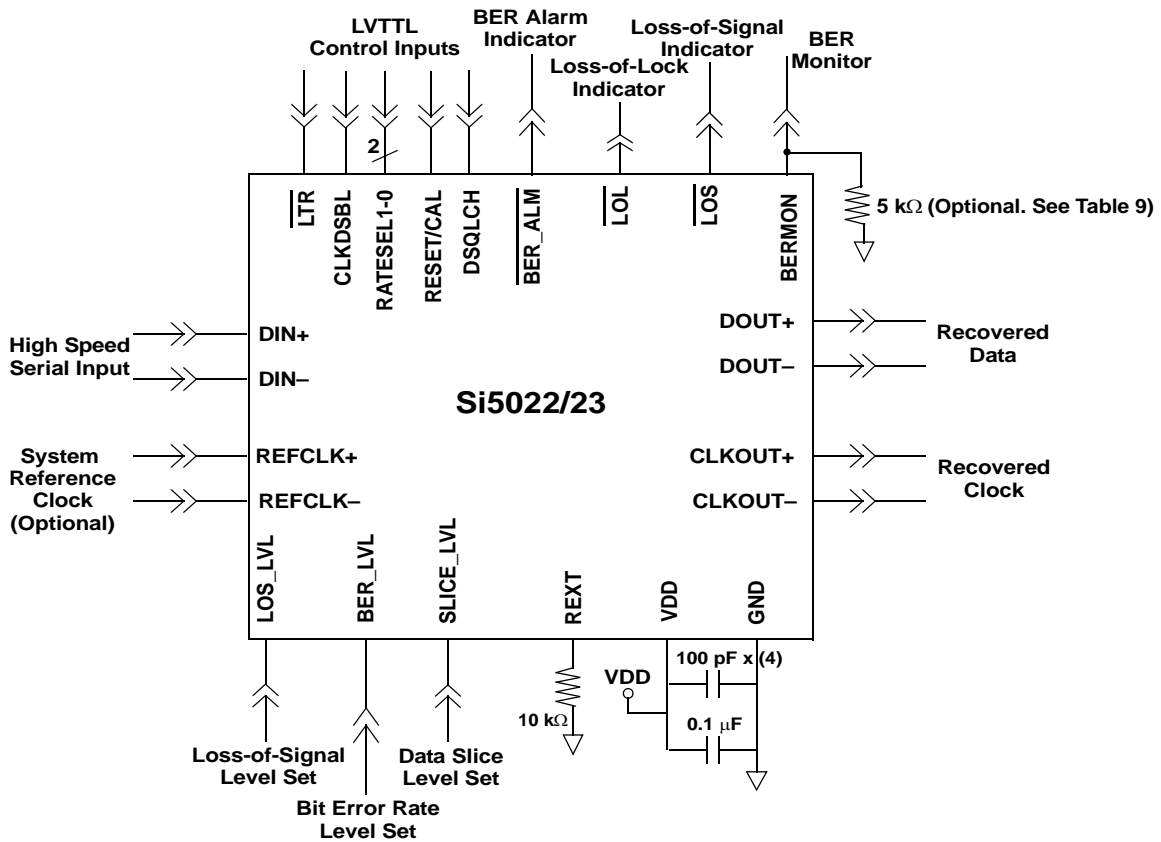 LVTTL
Control Inputs
BER Alarm
Indicator
Loss-of-Lock
Indicator
Loss-of-Signal
Indicator
BER
Monitor
2
LTR
CLKDSBL
RATESEL1-0
RESET/CAL
DSQLCH
BER_ALM
LOL
LOS
BERMON
5 kΩ (Optional. See Table 9)
High Speed
Serial Input
DIN+
DIN–
System
Reference
Clock
(Optional)
REFCLK+
REFCLK–
Si5022/23
DOUT+
DOUT–
Recovered
Data
CLKOUT+
CLKOUT–
Recovered
Clock
LOS_LVL
BER_LVL
SLICE_LVL
REXT
VDD
GND
Loss-of-Signal
Level Set
Bit Error Rate
Level Set
Data Slice
Level Set
10 kΩ
VDD
100 pF x (4)
0.1 μF